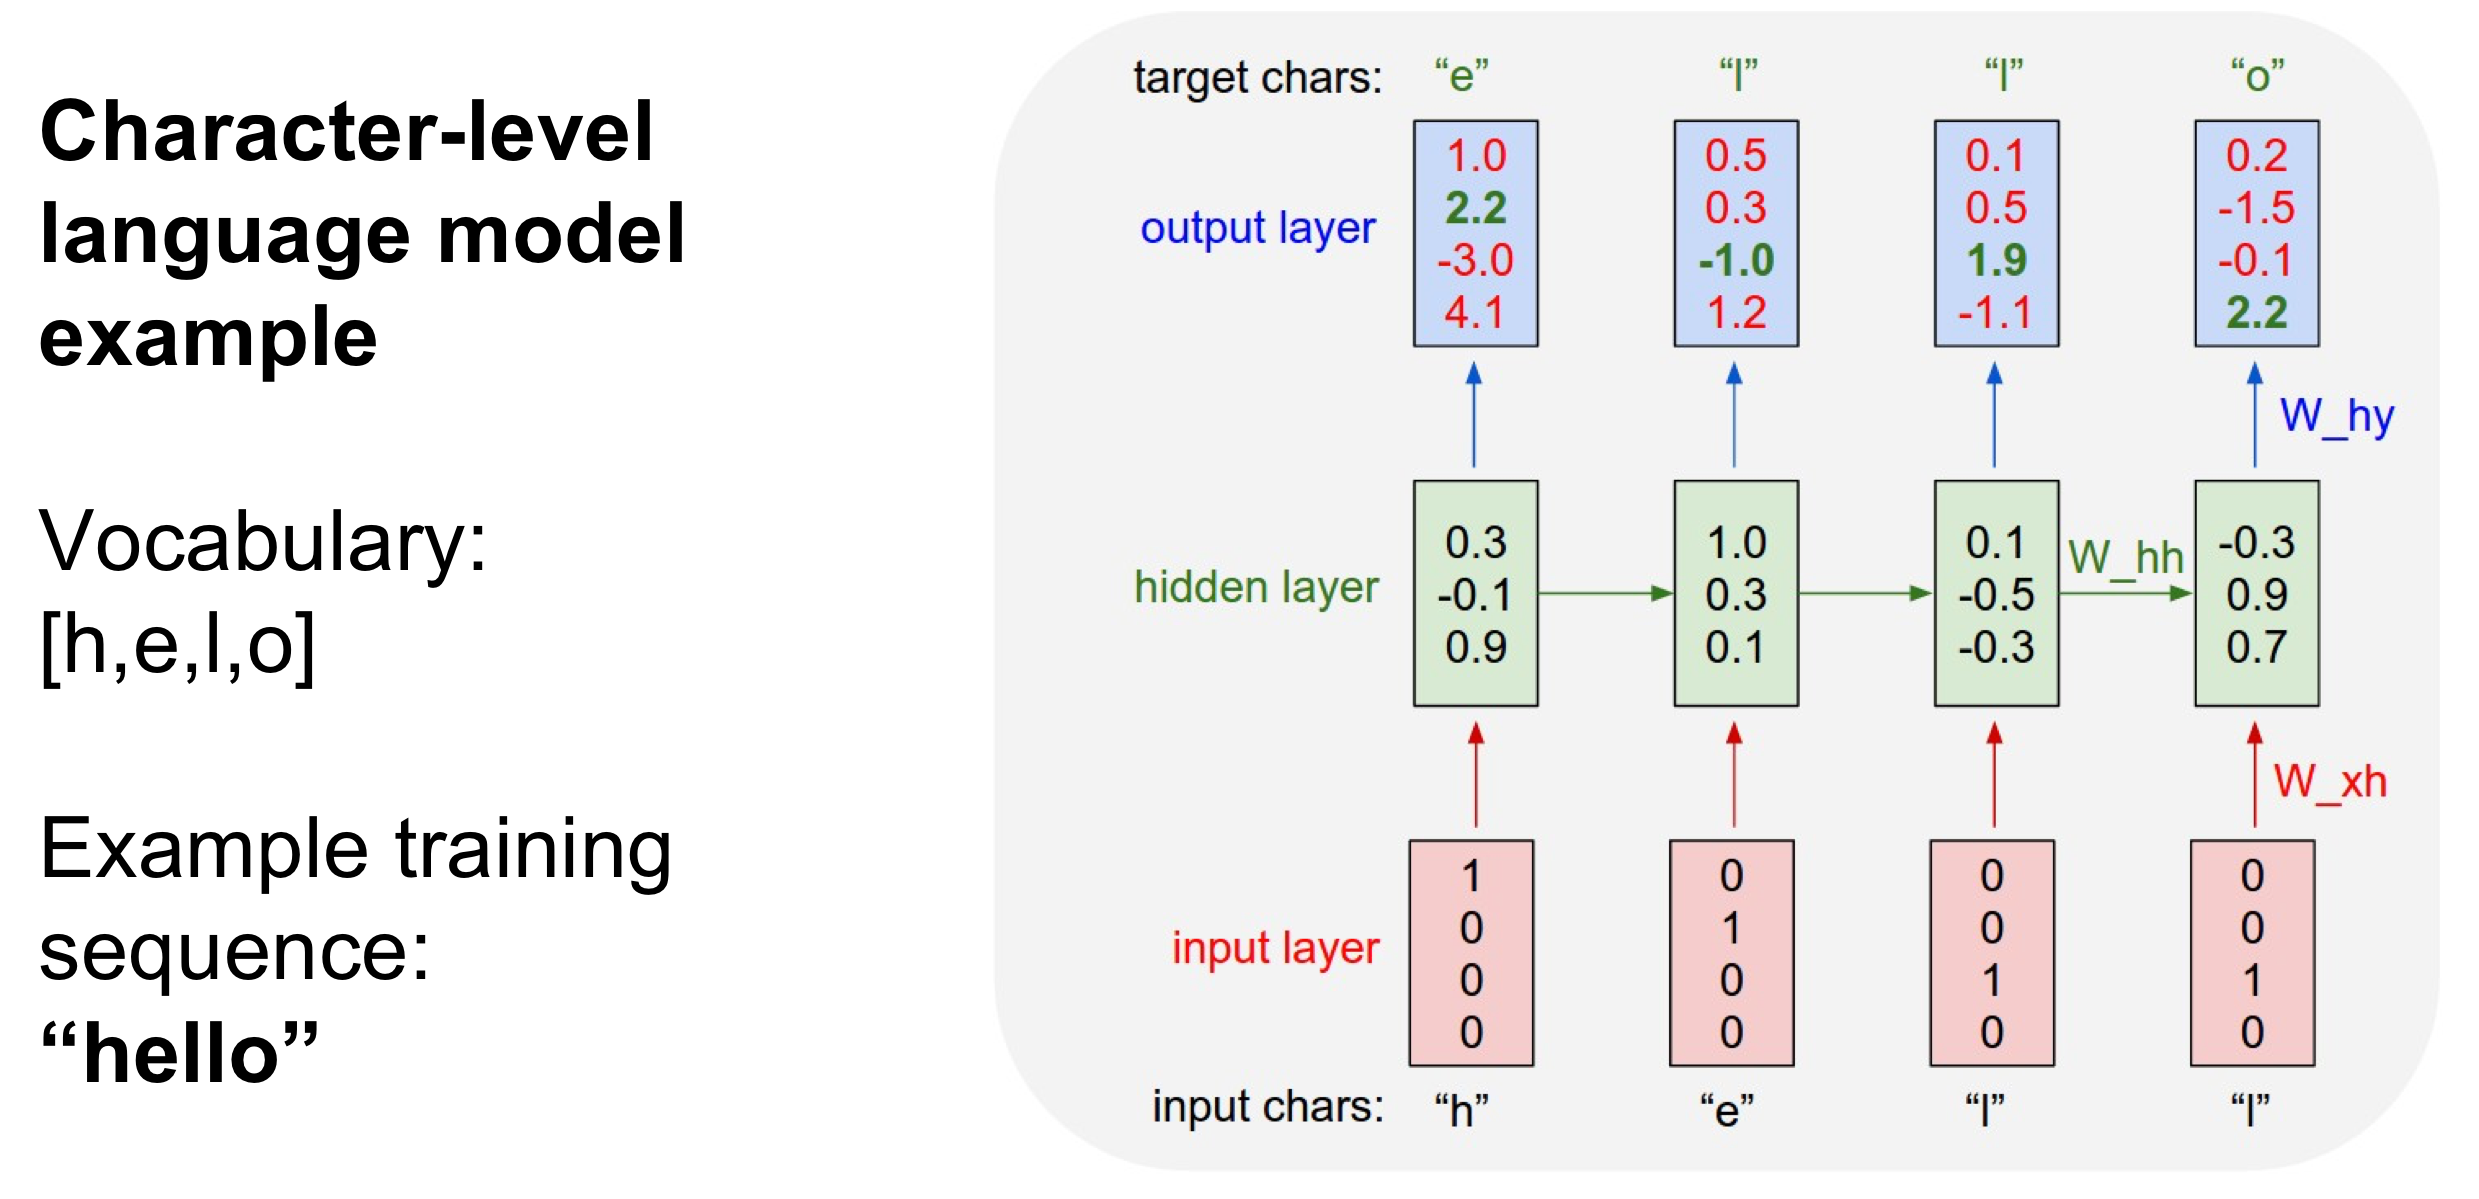 Character-level
language model
example
Vocabulary:
[h,e,l,o]
Example training
sequence:
“hello”
target chars: “e” “l” “l” “o”
1.0 0.5 0.1 0.2
2.2 0.3 0.5 -1.5
output layer
-3.0 -1.0 1.9 -0.1
4.1 1.2 -1.1 2.2
W_hy
0.3 1.0 0.1 -0.3
W_hh
hidden layer
-0.1 0.3 -0.5 0.9
0.9 0.1 -0.3 0.7
W_xh
1 0 0 0
0 1 0 0
input layer
0 0 1 1
0 0 0 0
input chars: “h” “e” “l” “l”